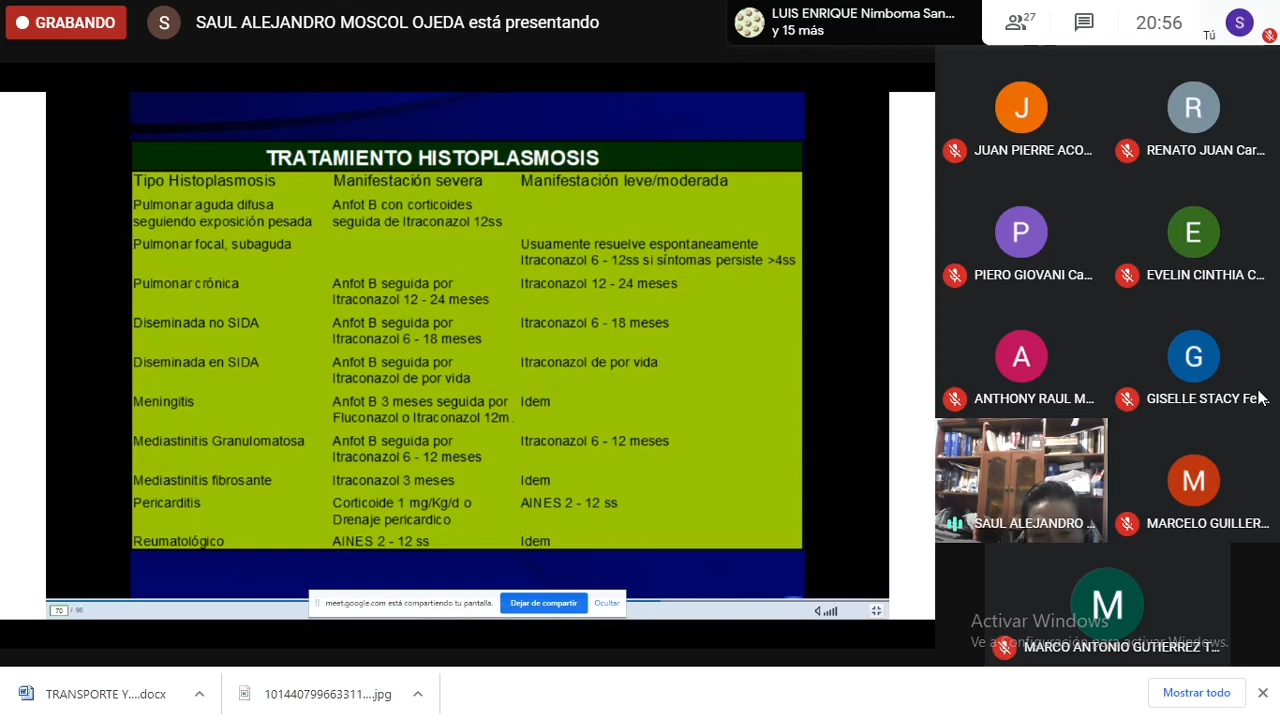 GRABANDO
S
SAUL ALEJANDRO MOSCOL OJEDA está presentando
LUIS ENRIQUE Nimboma San...
y 15 más
27
20:56
Tú
S
TRATAMIENTO HISTOPLASMOSIS
Tipo Histoplasmosis Manifestación severa Manifestación leve/moderada
Pulmonar aguda difusa Anfot B con corticoides
seguiendo exposición pesada seguida de Itraconazol 12ss
Pulmonar focal, subaguda Usuamente resuelve espontaneamente
Itraconazol 6 - 12ss si síntomas persiste >4ss
Pulmonar crónica Anfot B seguida por Itraconazol 12 - 24 meses
Itraconazol 12 - 24 meses
Diseminada no SIDA Anfot B seguida por Itraconazol 6 - 18 meses
Itraconazol 6 - 18 meses
Diseminada en SIDA Anfot B seguida por Itraconazol de por vida
Itraconazol de por vida
Meningitis Anfot B 3 meses seguida por Idem
Fluconazol o Itraconazol 12m.
Mediastinitis Granulomatosa Anfot B seguida por Itraconazol 6 - 12 meses
Itraconazol 6 - 12 meses
Mediastinitis fibrosante Itraconazol 3 meses Idem
Pericarditis Corticoide 1 mg/Kg/d o AINES 2 - 12 ss
Drenaje pericardico
Reumatológico AINES 2 - 12 ss Idem
meet.google.com está compartiendo tu pantalla. Dejar de compartir Ocultar
70 / 96
J
JUAN PIERRE ACO...
R
RENATO JUAN Car...
P
PIERO GIOVANI Ca...
E
EVELIN CINTHIA C...
A
ANTHONY RAUL M...
G
GISELLE STACY Fe...
SAUL ALEJANDRO ...
M
MARCELO GUILLER...
M
MARCO ANTONIO GUTIERREZ T...
Activar Windows
Ve a Configuración para activar Windows.
TRANSPORTE Y....docx
101440799663311....jpg
Mostrar todo